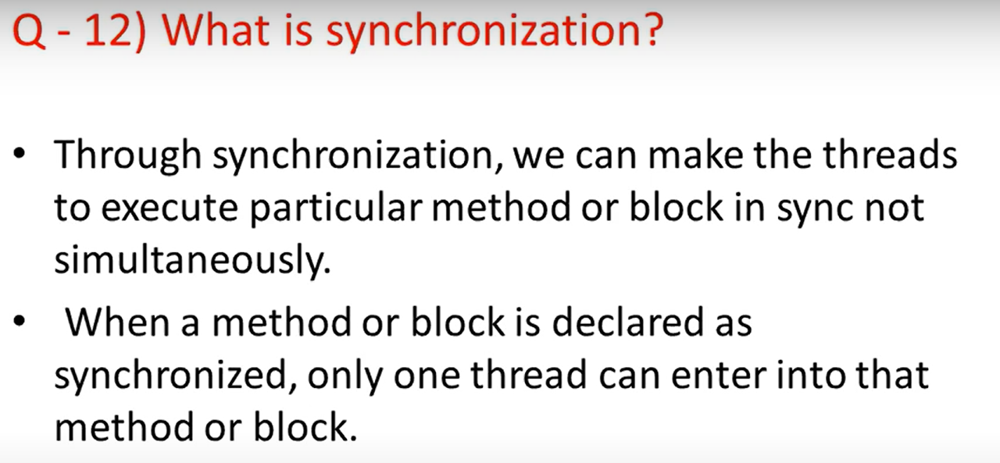 Q - 12) What is synchronization?
• Through synchronization, we can make the threads
to execute particular method or block in sync not
simultaneously.
• When a method or block is declared as
synchronized, only one thread can enter into that
method or block.